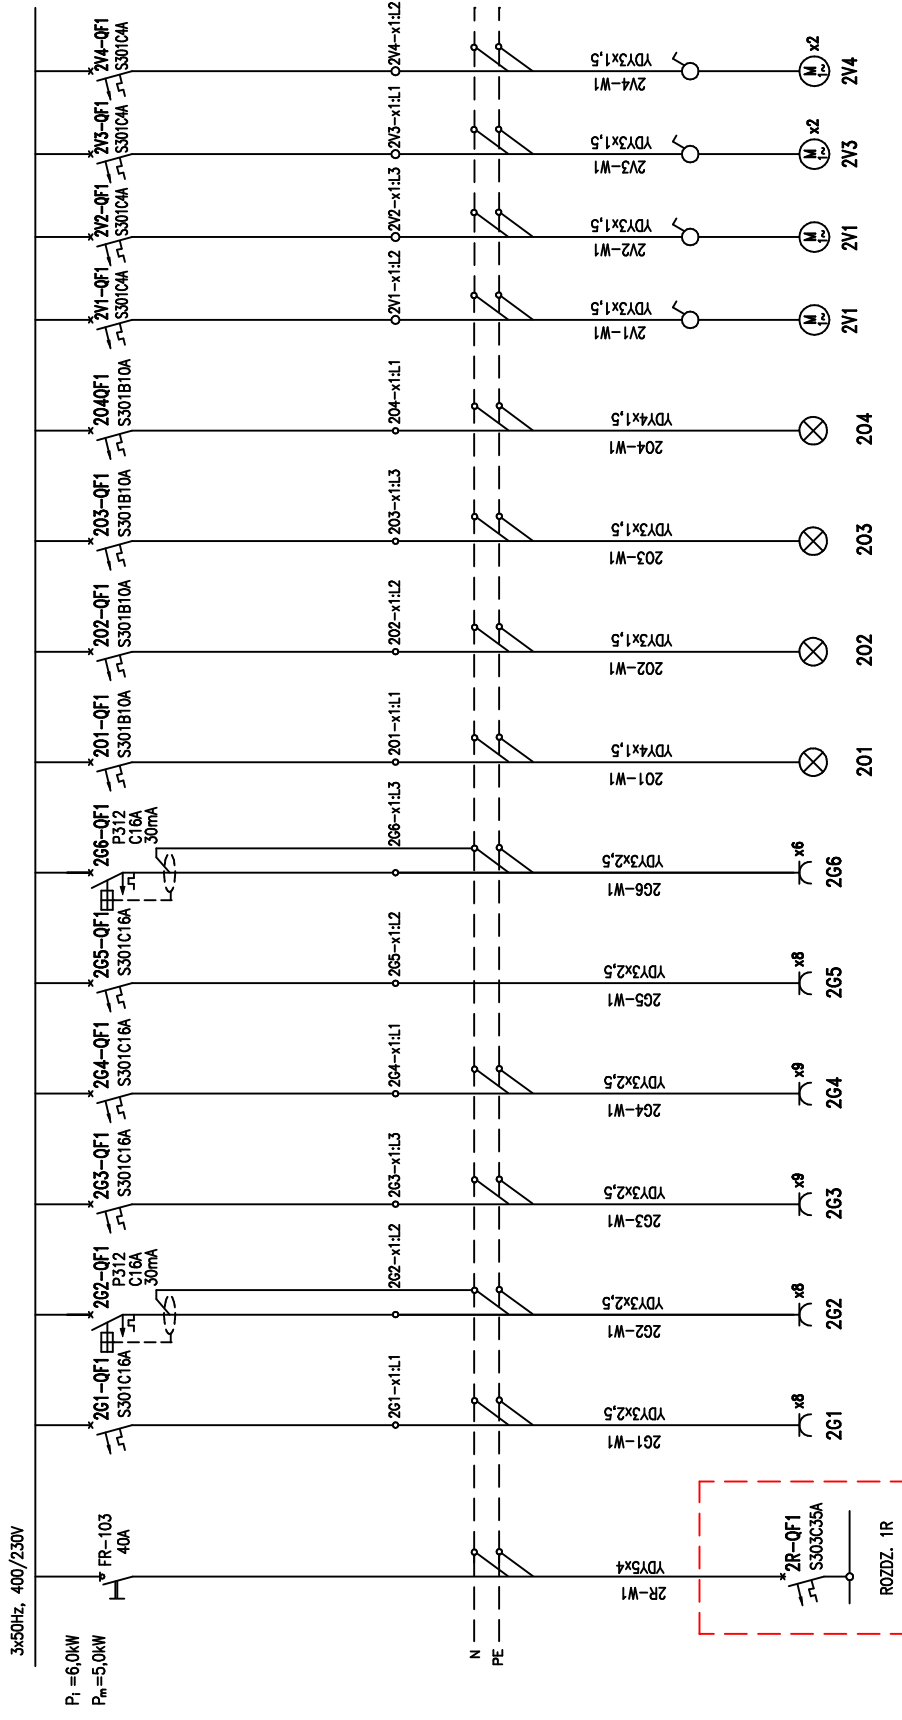 3x50Hz, 400/230V
Pi =6,0kW
Pm=5,0kW
FR-103
40A
N
PE
2R-W1
YDY5x4
2R-QF1
S303C35A
ROZDZ. 1R
2G1-QF1
S301C16A
2G1-x1:L1
2G1-W1
YDY3x2,5
x8
2G1
2G2-QF1
P312
C16A
30mA
2G2-x1:L2
2G2-W1
YDY3x2,5
x8
2G2
2G3-QF1
S301C16A
2G3-x1:L3
2G3-W1
YDY3x2,5
x9
2G3
2G4-QF1
S301C16A
2G4-x1:L1
2G4-W1
YDY3x2,5
x9
2G4
2G5-QF1
S301C16A
2G5-x1:L2
2G5-W1
YDY3x2,5
x8
2G5
2G6-QF1
P312
C16A
30mA
2G6-x1:L3
2G6-W1
YDY3x2,5
x6
2G6
201-QF1
S301B10A
201-x1:L1
201-W1
YDY4x1,5
201
202-QF1
S301B10A
202-x1:L2
202-W1
YDY3x1,5
202
203-QF1
S301B10A
203-x1:L3
203-W1
YDY3x1,5
203
204QF1
S301B10A
204-x1:L1
204-W1
YDY4x1,5
204
2V1-QF1
S301C4A
2V1-x1:L2
2V1-W1
YDY3x1,5
M
1~
2V1
2V2-QF1
S301C4A
2V2-x1:L3
2V2-W1
YDY3x1,5
M
1~
2V1
2V3-QF1
S301C4A
2V3-x1:L1
2V3-W1
YDY3x1,5
M
1~
x2
2V3
2V4-QF1
S301C4A
2V4-x1:L2
2V4-W1
YDY3x1,5
M
1~
x2
2V4